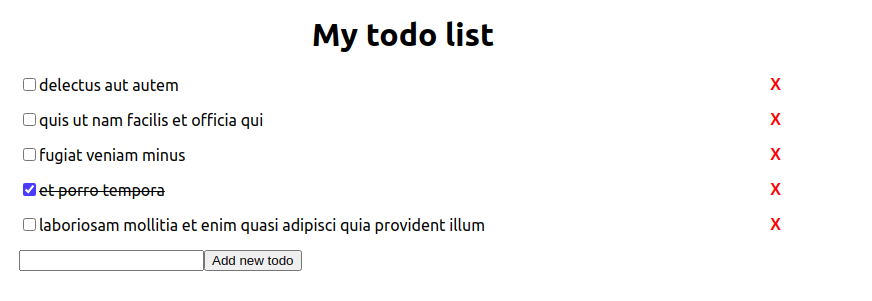 My todo list
delectus aut autem X
quis ut nam facilis et officia qui X
fugiat veniam minus X
et porro tempora X
laboriosam mollitia et enim quasi adipisci quia provident illum X
Add new todo